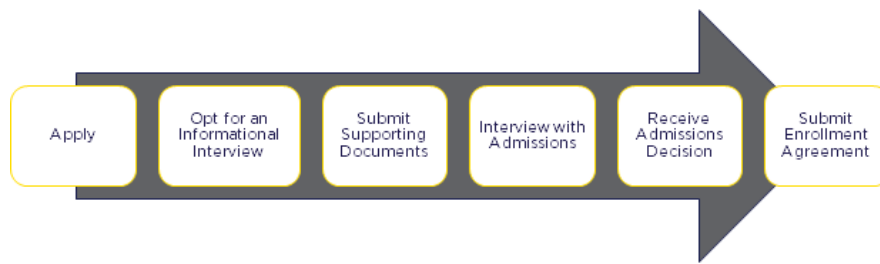 Apply
Opt for an
Informational
Interview
Submit
Supporting
Documents
Interview with
Admissions
Receive
Admissions
Decision
Submit
Enrollment
Agreement